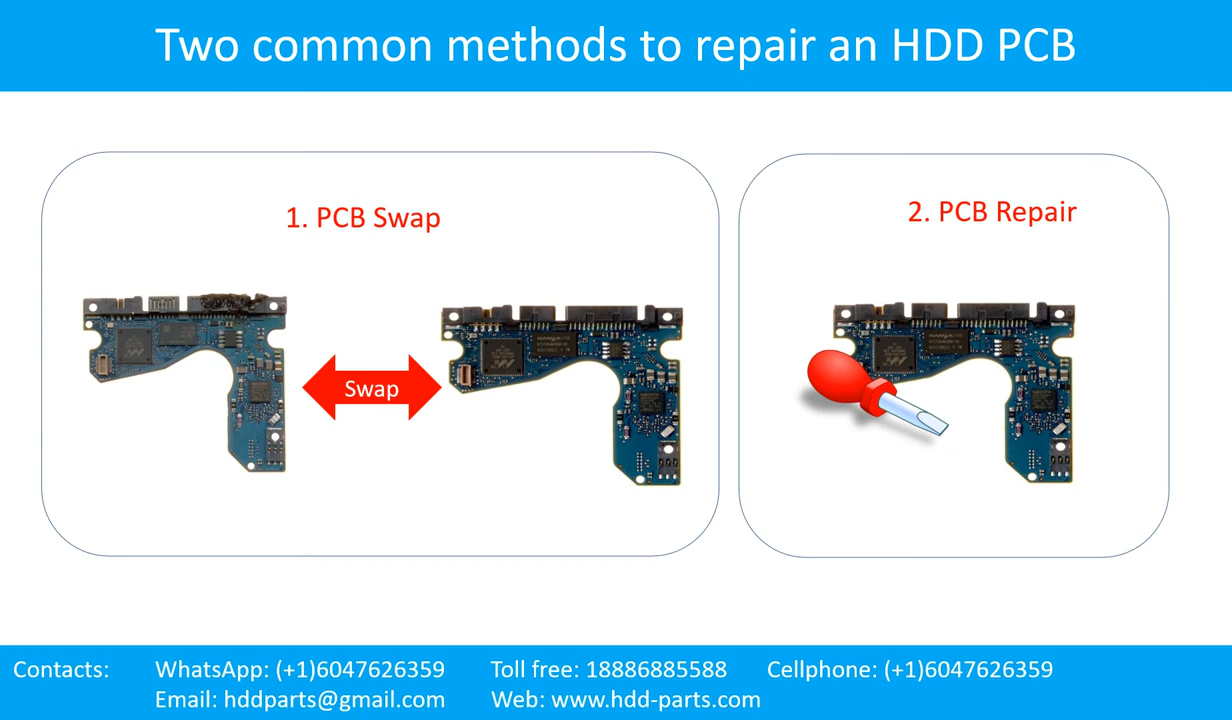 Two common methods to repair an HDD PCB
1. PCB Swap
Swap
2. PCB Repair
Contacts: WhatsApp: (+1)6047626359 Toll free: 18886885588 Cellphone: (+1)6047626359
Email: hddparts@gmail.com Web: www.hdd-parts.com